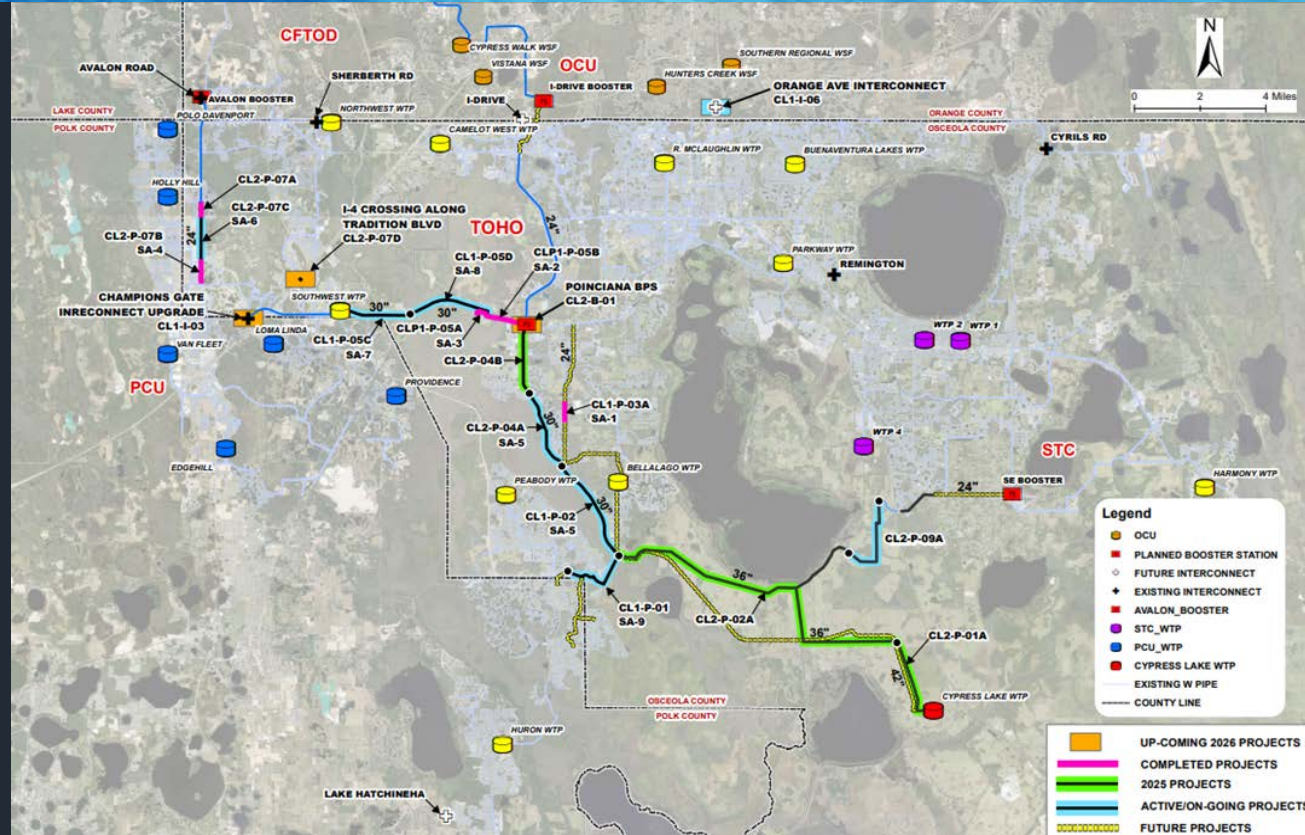 CFTOD
CYPRESS WALK WSF
VISTANA WSF
OCU
SOUTHERN REGIONAL WSF
HUNTERS CREEK WSF
N
0 2 4 Miles
AVALON ROAD
AVALON BOOSTER
SHERBERTH RD
NORTHWEST WTP
I-DRIVE
I-DRIVE BOOSTER
ORANGE AVE INTERCONNECT
CL1-I-06
LAKE COUNTY
POLK COUNTY
POLO DAVENPORT
ORANGE COUNTY
OSCEOLA COUNTY
CAMELOT WEST WTP
R. MCLAUGHLIN WTP
BUENAVENTURA LAKES WTP
CYRILS RD
HOLLY HILL
CL2-P-07A
CL2-P-07C
SA-6
CL2-P-07B
SA-4
24"
I-4 CROSSING ALONG
TRADITION BLVD
CL2-P-07D
TOHO
24"
CL1-P-05D
SA-8
CLP1-P-05B
SA-2
PARKWAY WTP
REMINGTON
CHAMPIONS GATE
INRECONNECT UPGRADE
CL1-I-03
SOUTHWEST WTP
30"
30"
POINCIANA BPS
CL2-B-01
LOMA LINDA
VAN FLEET
CL1-P-05C
SA-7
CLP1-P-05A
SA-3
CL2-P-04B
24"
WTP 2
WTP 1
PCU
PROVIDENCE
CL1-P-03A
SA-1
30"
CL2-P-04A
SA-5
WTP 4
STC
EDGEHILL
PEABODY WTP
BELLALAGO WTP
24"
SE BOOSTER
HARMONY WTP
CL1-P-02
SA-5
30"
CL2-P-09A
CL1-P-01
SA-9
36"
CL2-P-02A
36"
CL2-P-01A
42"
CYPRESS LAKE WTP
OSCEOLA COUNTY
POLK COUNTY
HURON WTP
LAKE HATCHINEHA
Legend
OCU
PLANNED BOOSTER STATION
FUTURE INTERCONNECT
EXISTING INTERCONNECT
AVALON_BOOSTER
STC_WTP
PCU_WTP
CYPRESS LAKE WTP
EXISTING W PIPE
COUNTY LINE
UP-COMING 2026 PROJECTS
COMPLETED PROJECTS
2025 PROJECTS
ACTIVE/ON-GOING PROJECTS
FUTURE PROJECTS